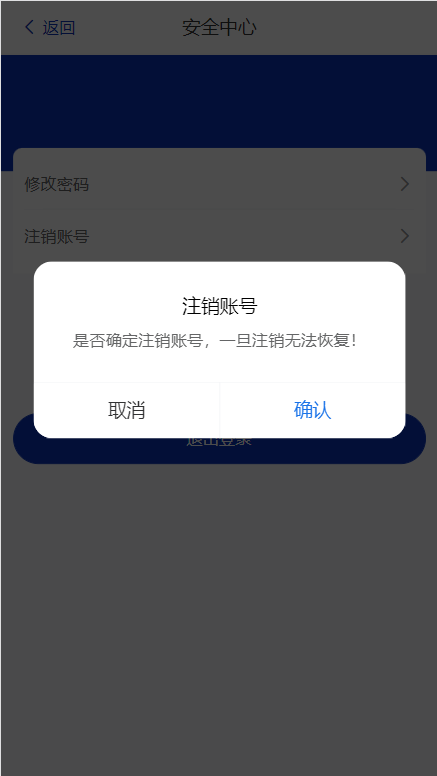 返回
安全中心
修改密码
注销账号
注销账号
是否确定注销账号，一旦注销无法恢复！
取消
确认
退出登录